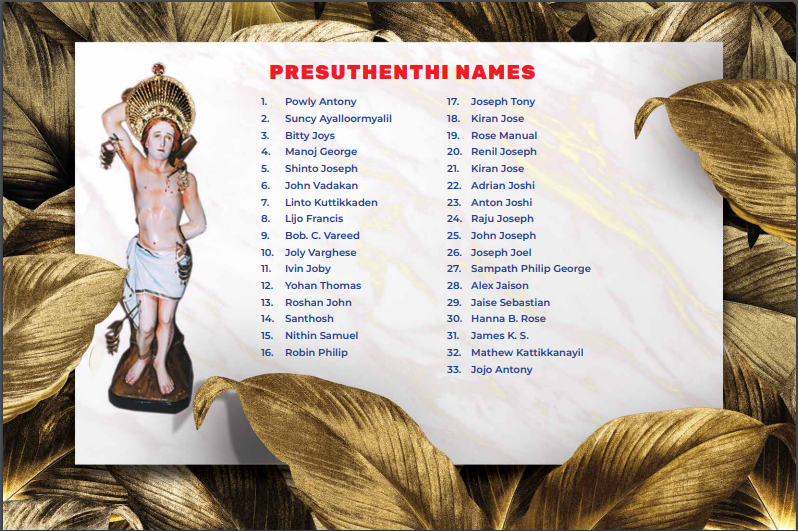 PRESUTHENTHI NAMES
1. Powly Antony
2. Suncy Ayalloormyalil
3. Bitty Joys
4. Manoj George
5. Shinto Joseph
6. John Vadakan
7. Linto Kuttikkaden
8. Lijo Francis
9. Bob. C. Vareed
10. Joly Varghese
11. Ivin Joby
12. Yohan Thomas
13. Roshan John
14. Santhosh
15. Nithin Samuel
16. Robin Philip
17. Joseph Tony
18. Kiran Jose
19. Rose Manual
20. Renil Joseph
21. Kiran Jose
22. Adrian Joshi
23. Anton Joshi
24. Raju Joseph
25. John Joseph
26. Joseph Joel
27. Sampath Philip George
28. Alex Jaison
29. Jaise Sebastian
30. Hanna B. Rose
31. James K. S.
32. Mathew Kattikkanayil
33. Jojo Antony